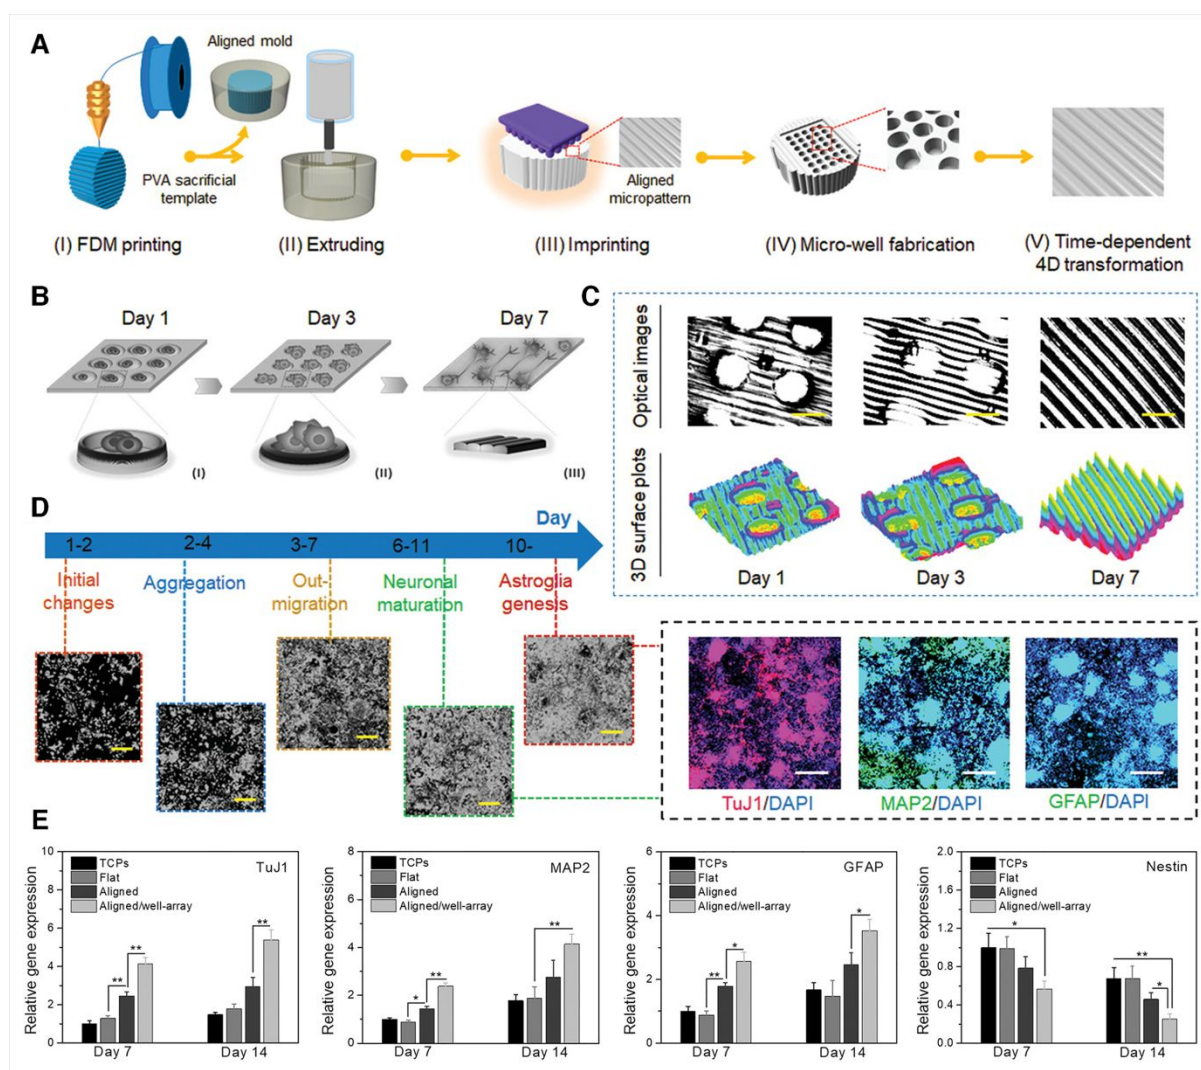 A
Aligned mold
PVA sacrificial
template
Aligned
micropattern
(I) FDM printing
(II) Extruding
(III) Imprinting
(IV) Micro-well fabrication
(V) Time-dependent
4D transformation
B
Day 1
Day 3
Day 7
(I)
(II)
(III)
C
Optical images
3D surface plots
Day 1
Day 3
Day 7
D
Day
1-2
2-4
3-7
6-11
10-
Initial
changes
Aggregation
Out-
migration
Neuronal
maturation
Astroglia
genesis
TuJ1/DAPI
MAP2/DAPI
GFAP/DAPI
E
Relative gene expression
10
8
6
4
2
0
TCPs
Flat
Aligned
Aligned/well-array
TuJ1
**
**
**
Day 7
Day 14
Relative gene expression
8
6
4
2
0
TCPs
Flat
Aligned
Aligned/well-array
MAP2
*
**
**
Day 7
Day 14
Relative gene expression
6
4
2
0
TCPs
Flat
Aligned
Aligned/well-array
GFAP
**
*
*
Day 7
Day 14
Relative gene expression
2.0
1.6
1.2
0.8
0.4
0.0
TCPs
Flat
Aligned
Aligned/well-array
Nestin
*
**
*
Day 7
Day 14